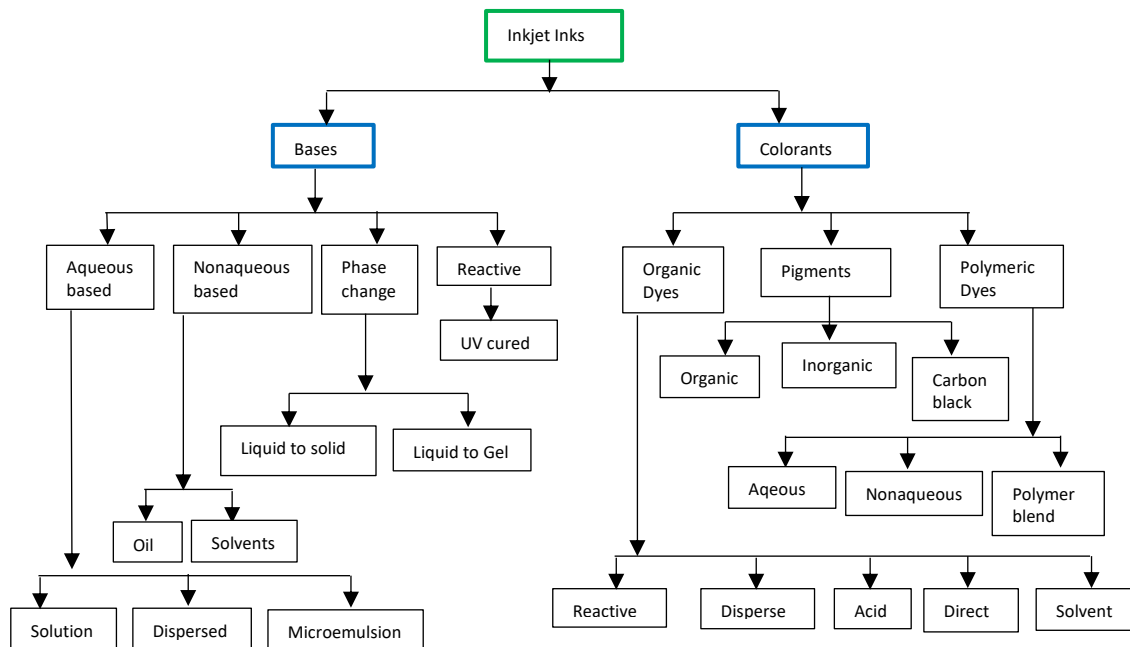 Inkjet Inks
Bases
Colorants
Aqueous
based
Nonaqueous
based
Phase
change
Reactive
Organic
Dyes
Pigments
Polymeric
Dyes
UV cured
Organic
Inorganic
Carbon
black
Liquid to solid
Liquid to Gel
Aqeous
Nonaqueous
Polymer
blend
Oil
Solvents
Reactive
Disperse
Acid
Direct
Solvent
Solution
Dispersed
Microemulsion